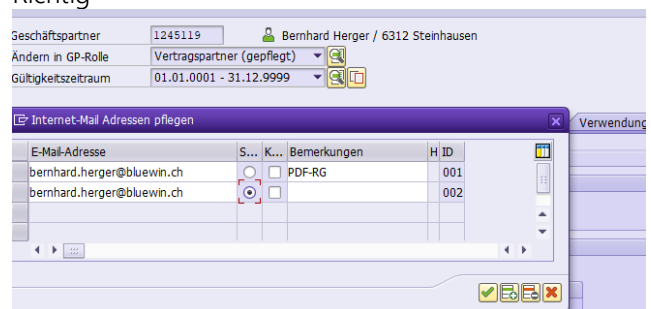 Richtig
Geschäftspartner 1245119 Bernhard Herger / 6312 Steinhausen
Ändern in GP-Rolle Vertragspartner (gepflegt)
Gültigkeitszeitraum 01.01.0001 - 31.12.9999
Internet-Mail Adressen pflegen
Verwendung
E-Mail-Adresse S... K... Bemerkungen H ID
bernhard.herger@bluewin.ch PDF-RG 001
bernhard.herger@bluewin.ch 002